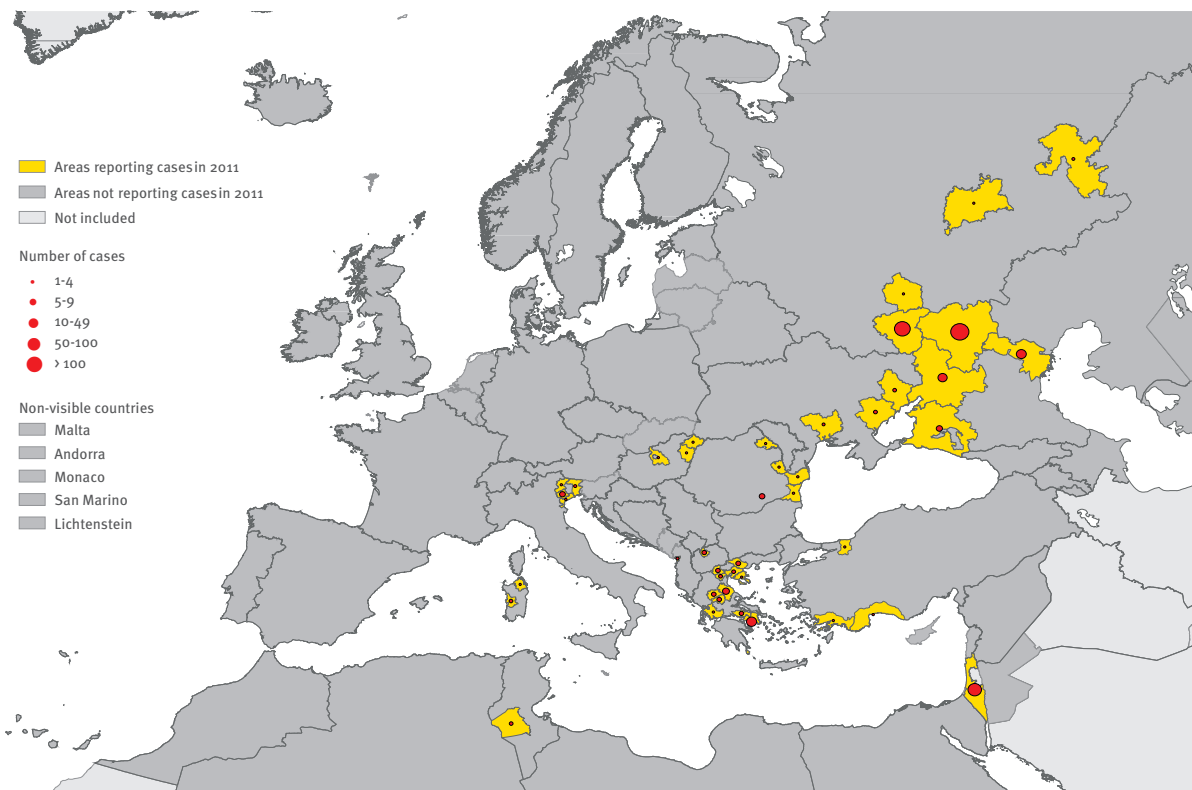 Areas reporting cases in 2011
Areas not reporting cases in 2011
Not included
Number of cases
1-4
5-9
10-49
50-100
> 100
Non-visible countries
Malta
Andorra
Monaco
San Marino
Lichtenstein